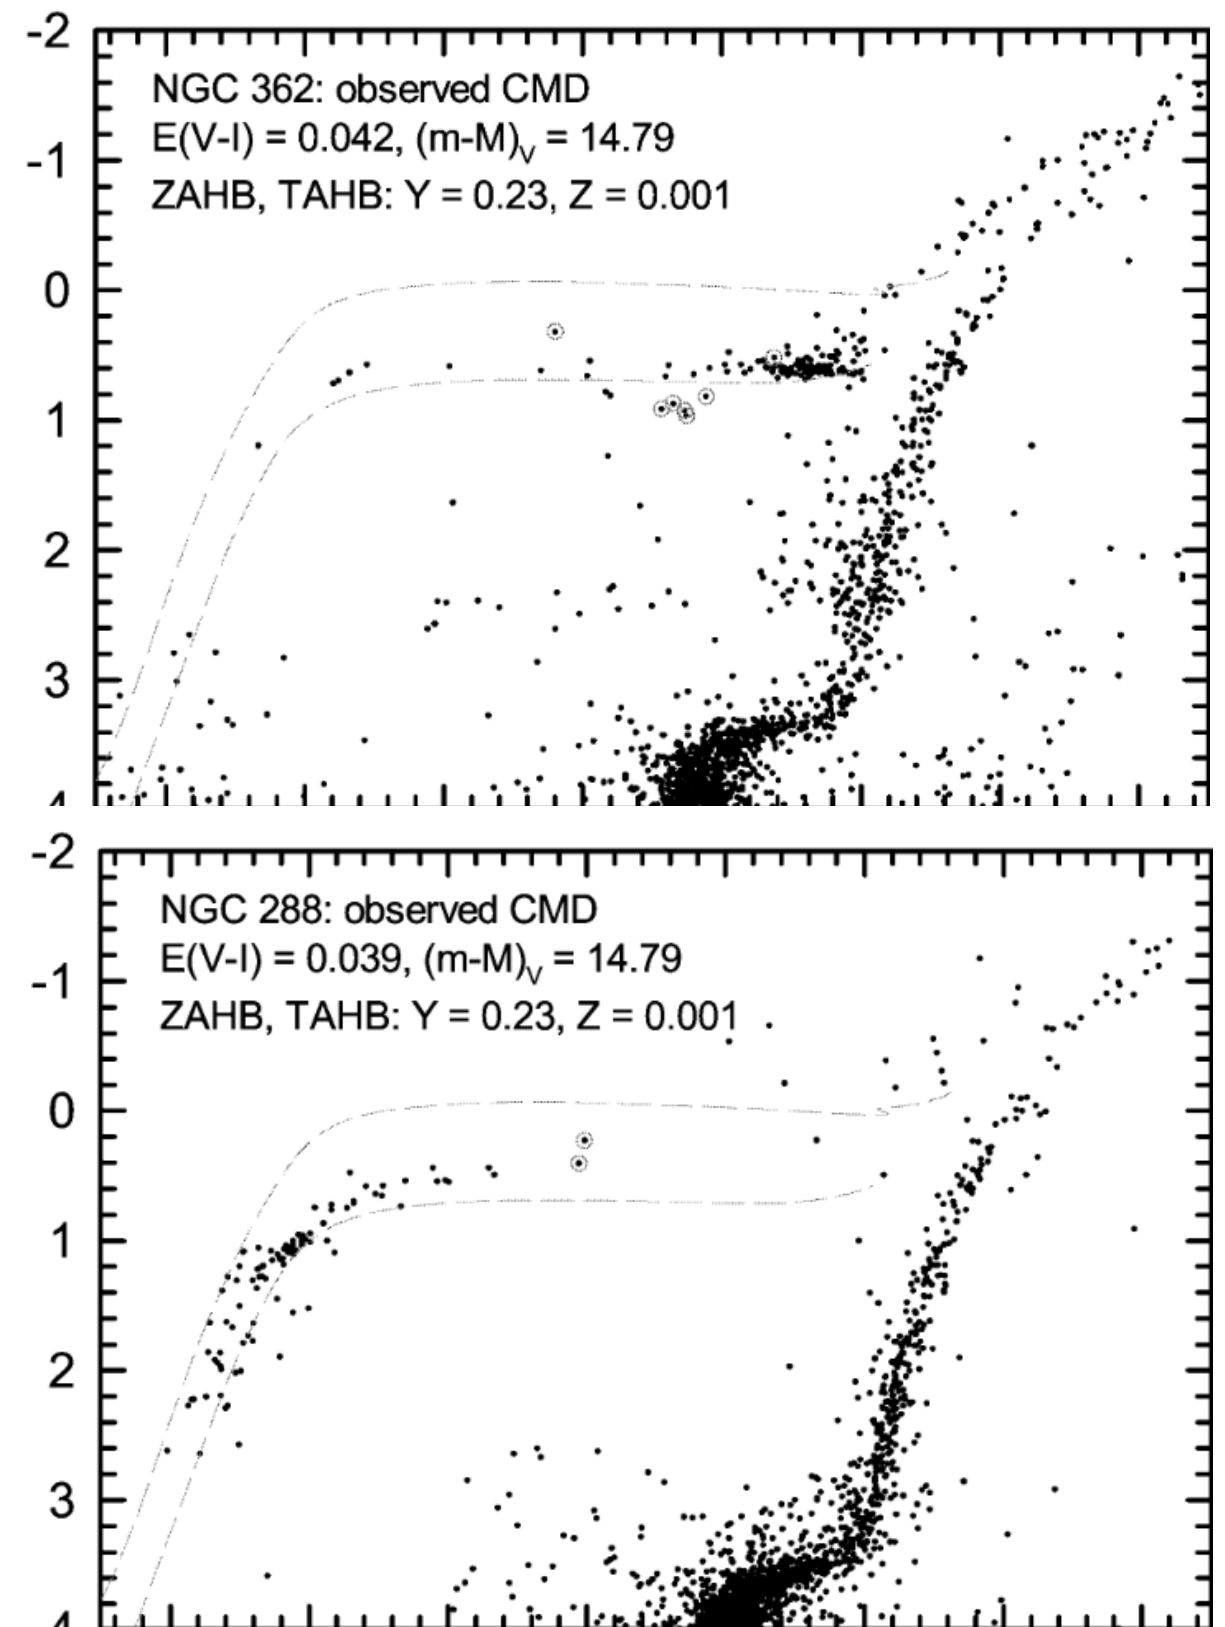 -2
NGC 362: observed CMD
E(V-I) = 0.042, (m-M)V = 14.79
-1
ZAHB, TAHB: Y = 0.23, Z = 0.001
0
1
2
3
4
-2
NGC 288: observed CMD
E(V-I) = 0.039, (m-M)V = 14.79
-1
ZAHB, TAHB: Y = 0.23, Z = 0.001
0
1
2
3
4